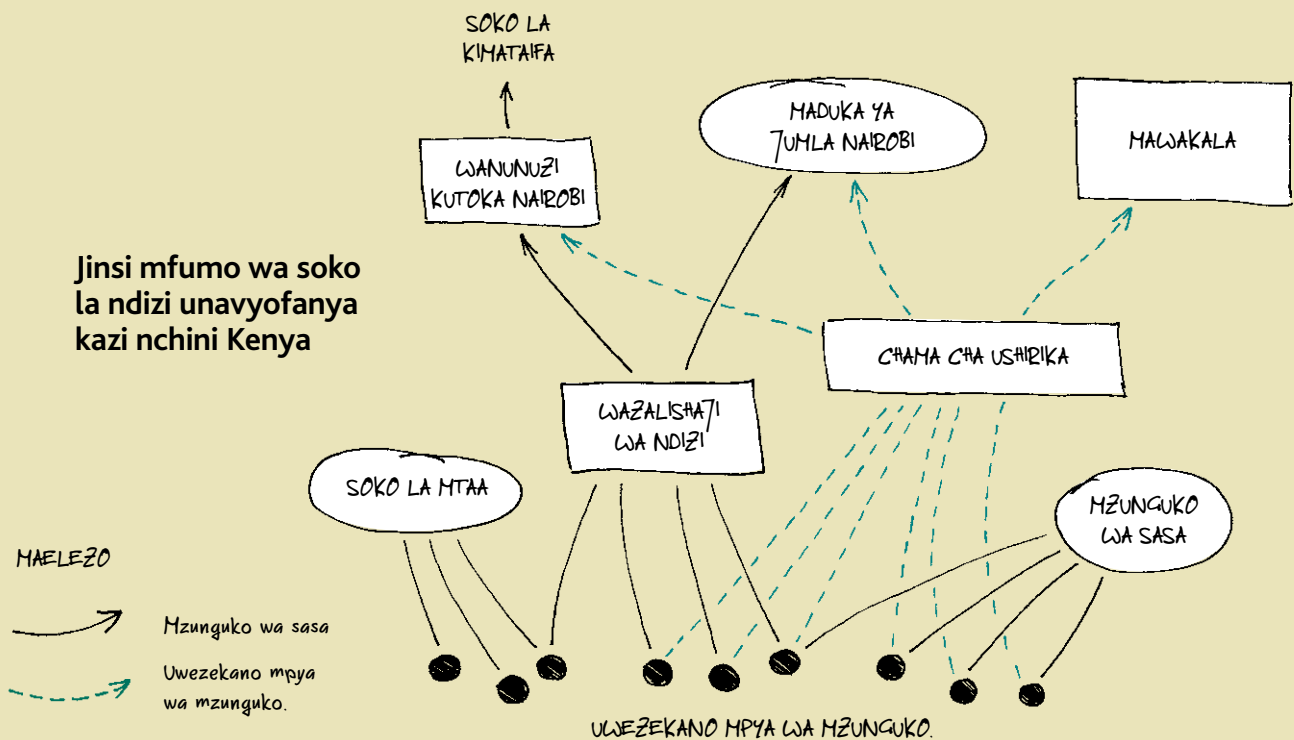 SOKO LA
KIMATAIFA
MADUKA YA
JUMLA NAIROBI
MAWAKALA
WANUNUZI
KUTOKA NAIROBI
Jinsi mfumo wa soko
la ndizi unavyofanya
kazi nchini Kenya
CHAMA CHA USHIRIKA
WAZALISHAJI
WA NDIZI
SOKO LA MTAA
MZUNGUKO
WA SASA
MAELEZO
Mzunguko wa sasa
Uwezekano mpya
wa mzunguko.
UWEZEKANO MPYA WA MZUNGUKO.